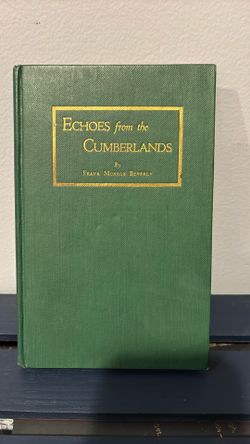 ECHOES from the
CUMBERLANDS
By
FRANK MONROE BEVERLY